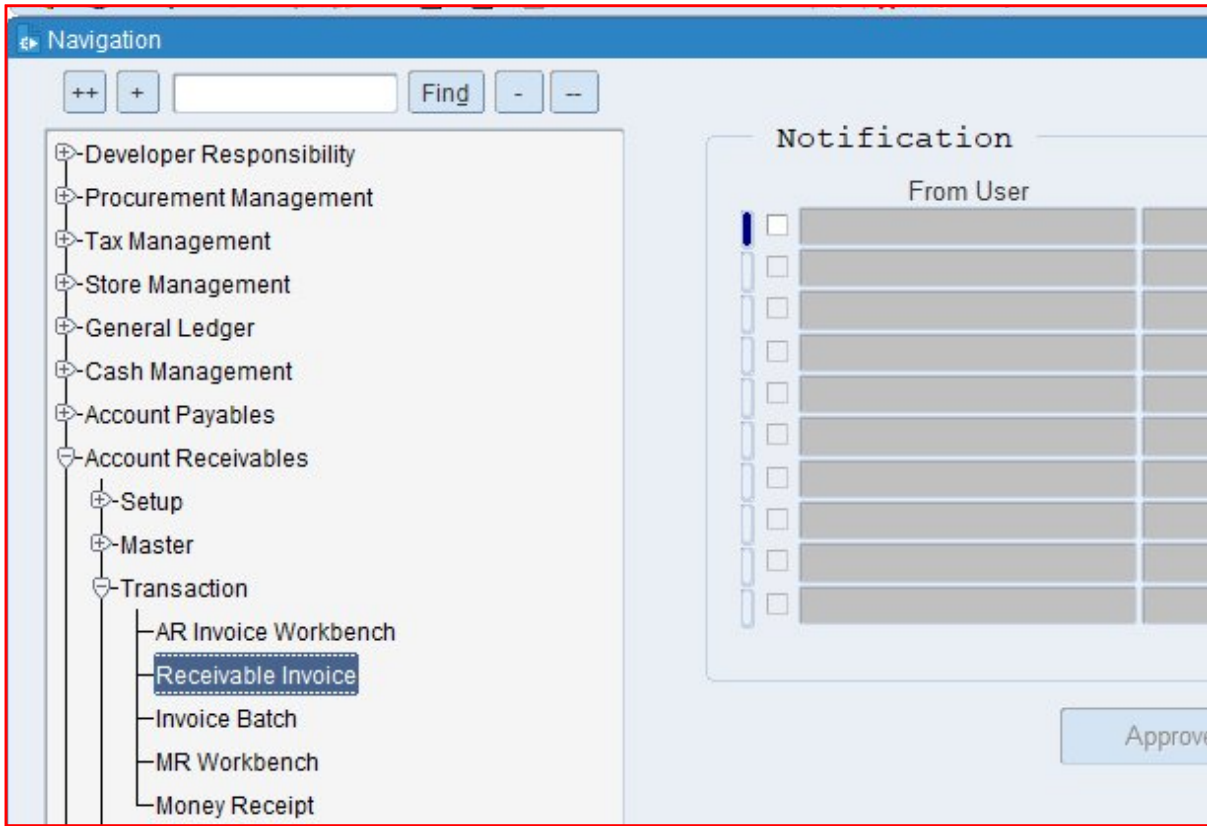 Navigation
++ + Find - --
Developer Responsibility
Procurement Management
Tax Management
Store Management
General Ledger
Cash Management
Account Payables
Account Receivables
Setup
Master
Transaction
AR Invoice Workbench
Receivable Invoice
Invoice Batch
MR Workbench
Money Receipt
Notification
From User
Approve